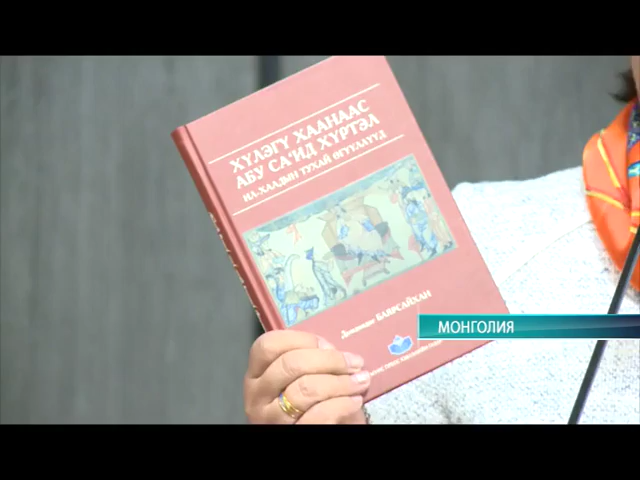 ХҮЛЭГҮ ХААНААС
АБУ СА'ИД ХҮРТЭЛ
ИЛ-ХААДЫН ТУХАЙ ӨГҮҮЛЛҮҮД
БАЯРСАЙХАН
МОНГОЛИЯ